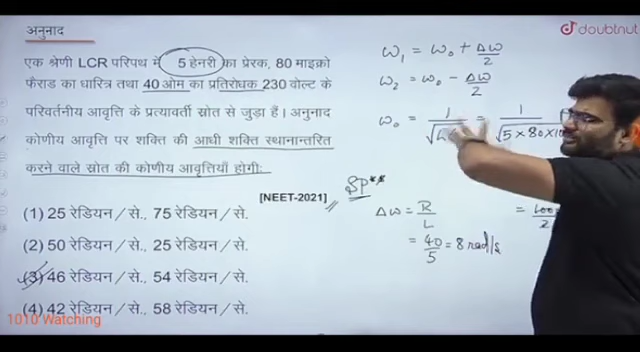 अनुनाद
doubtnut
एक श्रेणी LCR परिपथ में 5 हेनरी का प्रेरक, 80 माइक्रो
फैराड का धारित्र तथा 40 ओम का प्रतिरोधक 230 वोल्ट के
परिवर्तनीय आवृत्ति के प्रत्यावर्ती स्रोत से जुड़ा हैं। अनुनाद
कोणीय आवृत्ति पर शक्ति की आधी शक्ति स्थानान्तरित
करने वाले स्रोत की कोणीय आवृत्तियाँ होगी:
[NEET-2021]
SP**
(1) 25 रेडियन/से., 75 रेडियन/से.
(2) 50 रेडियन/से., 25 रेडियन/से.
(3) 46 रेडियन/से., 54 रेडियन/से.
(4) 42 रेडियन/से., 58 रेडियन/से.
1010 Watching
ω₁ = ω₀ + Δω/2
ω₂ = ω₀ - Δω/2
ω₀ = 1/√ = 1/√5×80×10
Δω = R/L
= 40/5 = 8 rad/s